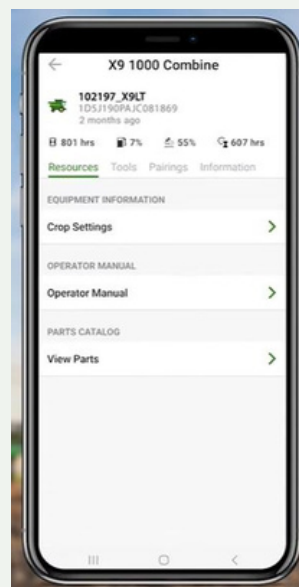 X9 1000 Combine
102197_X9LT
1DSJ190PAJC081869
2 months ago
801 hrs 7% 55% 607 hrs
Resources Tools Pairings Information
EQUIPMENT INFORMATION
Crop Settings
OPERATOR MANUAL
Operator Manual
PARTS CATALOG
View Parts